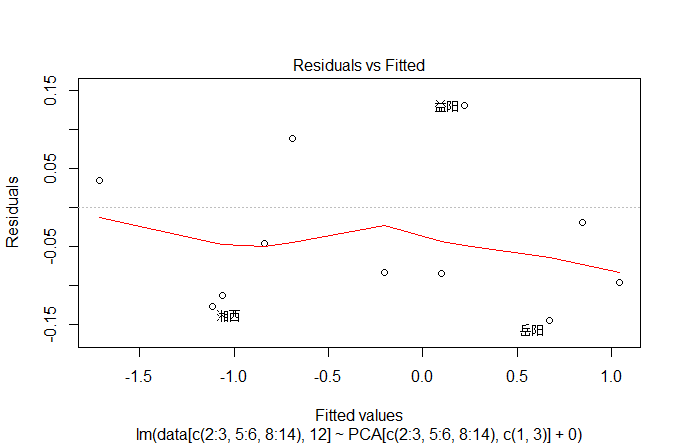 Residuals vs Fitted
Residuals
0.15
0.05
-0.05
-0.15
益阳
湘西
岳阳
-1.5 -1.0 -0.5 0.0 0.5 1.0
Fitted values
lm(data[c(2:3, 5:6, 8:14), 12] ~ PCA[c(2:3, 5:6, 8:14), c(1, 3)] + 0)